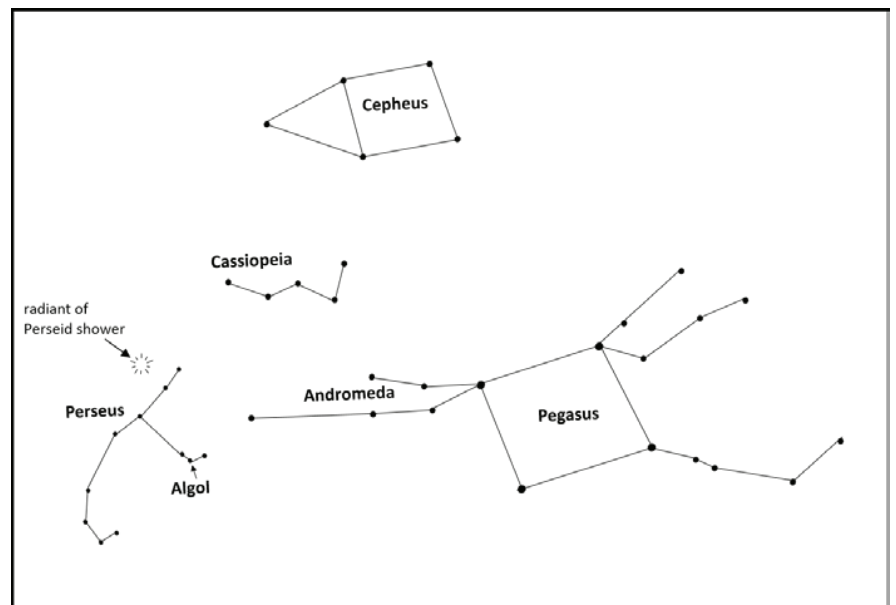 Cepheus
Cassiopeia
radiant of
Perseid shower
Andromeda
Perseus
Pegasus
Algol